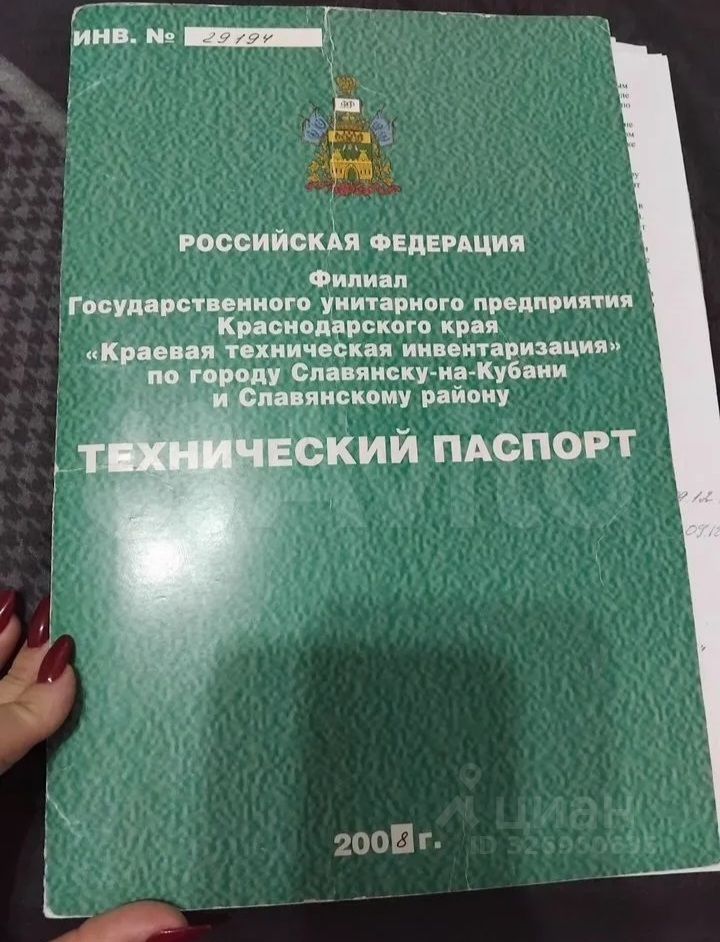 ИНВ. № 29194
РОССИЙСКАЯ ФЕДЕРАЦИЯ
Филиал
Государственного унитарного предприятия
Краснодарского края
«Краевая техническая инвентаризация»
по городу Славянску-на-Кубани
и Славянскому району
ТЕХНИЧЕСКИЙ ПАСПОРТ
2008 г.
циан